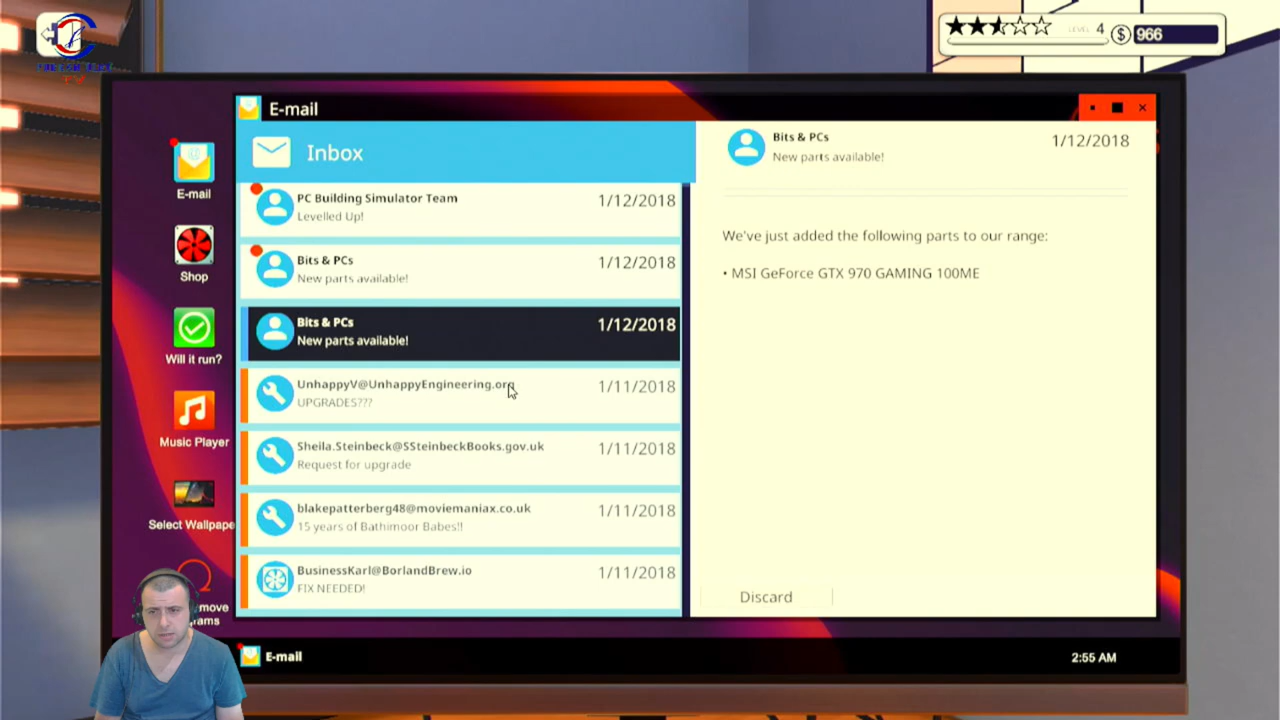 LEVEL 4
$ 966
E-mail
Inbox
PC Building Simulator Team
1/12/2018
Levelled Up!
Bits & PCs
1/12/2018
New parts available!
Bits & PCs
1/12/2018
New parts available!
UnhappyV@UnhappyEngineering.org
1/11/2018
UPGRADES???
Sheila.Steinbeck@SSteinbeckBooks.gov.uk
1/11/2018
Request for upgrade
blakepatterberg48@moviemaniax.co.uk
1/11/2018
15 years of Bathimoor Babes!!
BusinessKarl@BorlandBrew.io
1/11/2018
FIX NEEDED!
Bits & PCs
1/12/2018
New parts available!
We've just added the following parts to our range:
• MSI GeForce GTX 970 GAMING 100ME
Discard
E-mail
Shop
Will it run?
Music Player
Select Wallpape
move
rams
E-mail
2:55 AM